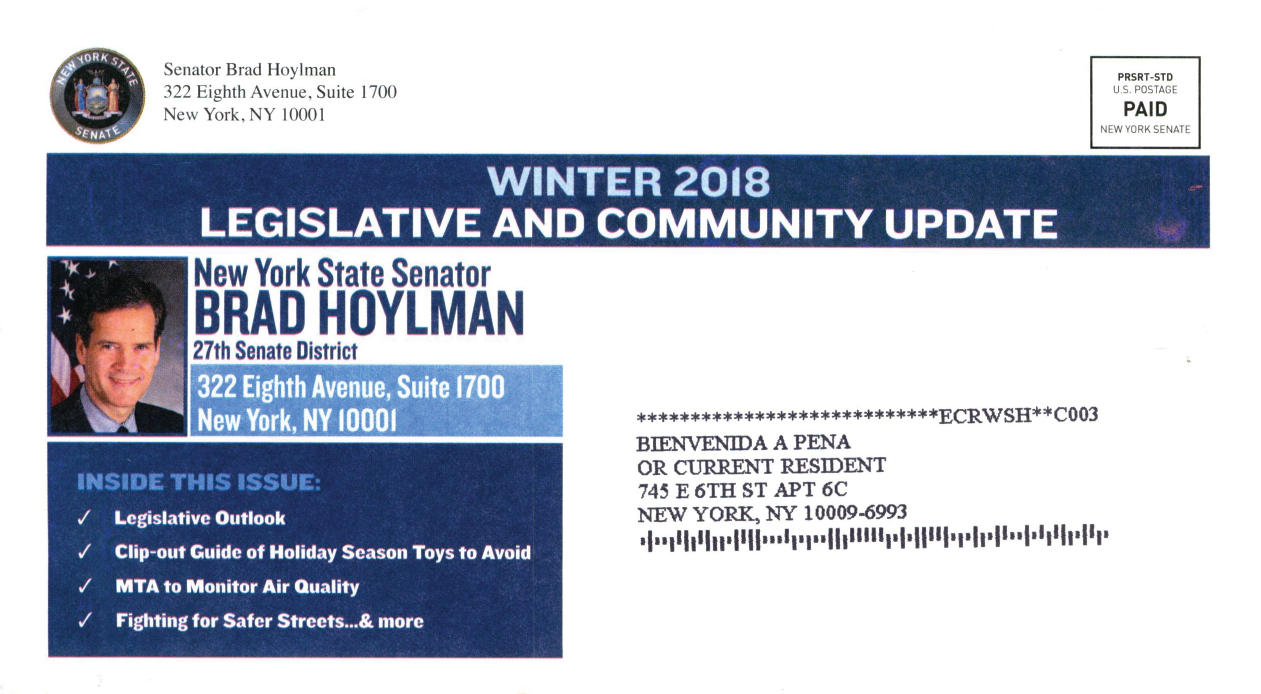 NEW YORK STATE
SENATE
Senator Brad Hoylman
322 Eighth Avenue, Suite 1700
New York, NY 10001
PRSRT-STD
U.S. POSTAGE
PAID
NEW YORK SENATE
WINTER 2018
LEGISLATIVE AND COMMUNITY UPDATE
New York State Senator
BRAD HOYLMAN
27th Senate District
322 Eighth Avenue, Suite 1700
New York, NY 10001
INSIDE THIS ISSUE:
✓ Legislative Outlook
✓ Clip-out Guide of Holiday Season Toys to Avoid
✓ MTA to Monitor Air Quality
✓ Fighting for Safer Streets...& more
****************************ECRWSH**C003
BIENVENIDA A PENA
OR CURRENT RESIDENT
745 E 6TH ST APT 6C
NEW YORK, NY 10009-6993